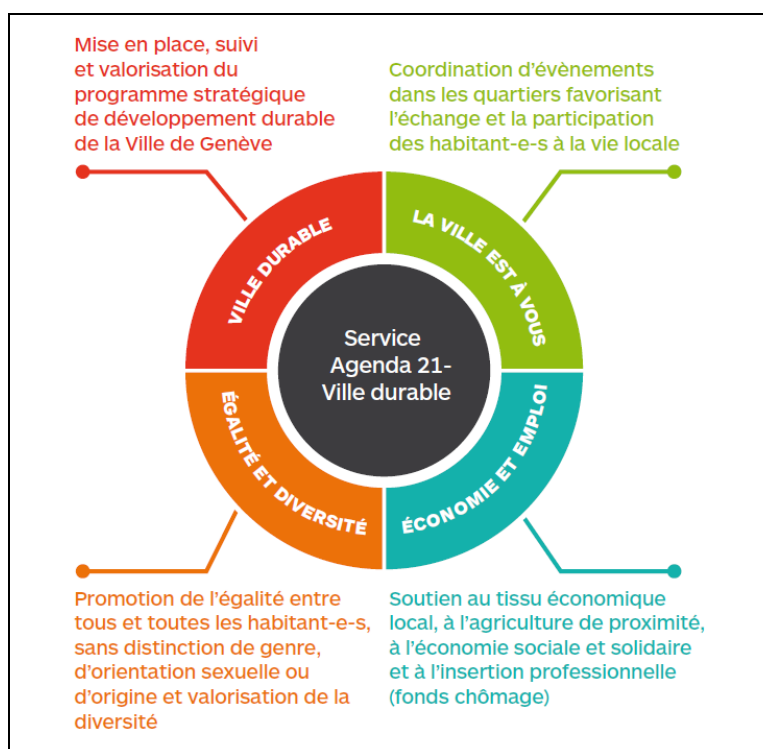 Mise en place, suivi
et valorisation du
programme stratégique
de développement durable
de la Ville de Genève
Coordination d'évènements
dans les quartiers favorisant
l'échange et la participation
des habitant-e-s à la vie locale
VILLE DURABLE
LA VILLE EST À VOUS
Service
Agenda 21-
Ville durable
ÉGALITÉ ET DIVERSITÉ
ÉCONOMIE ET EMPLOI
Promotion de l'égalité entre
tous et toutes les habitant-e-s,
sans distinction de genre,
d'orientation sexuelle ou
d'origine et valorisation de la
diversité
Soutien au tissu économique
local, à l'agriculture de proximité,
à l'économie sociale et solidaire
et à l'insertion professionnelle
(fonds chômage)